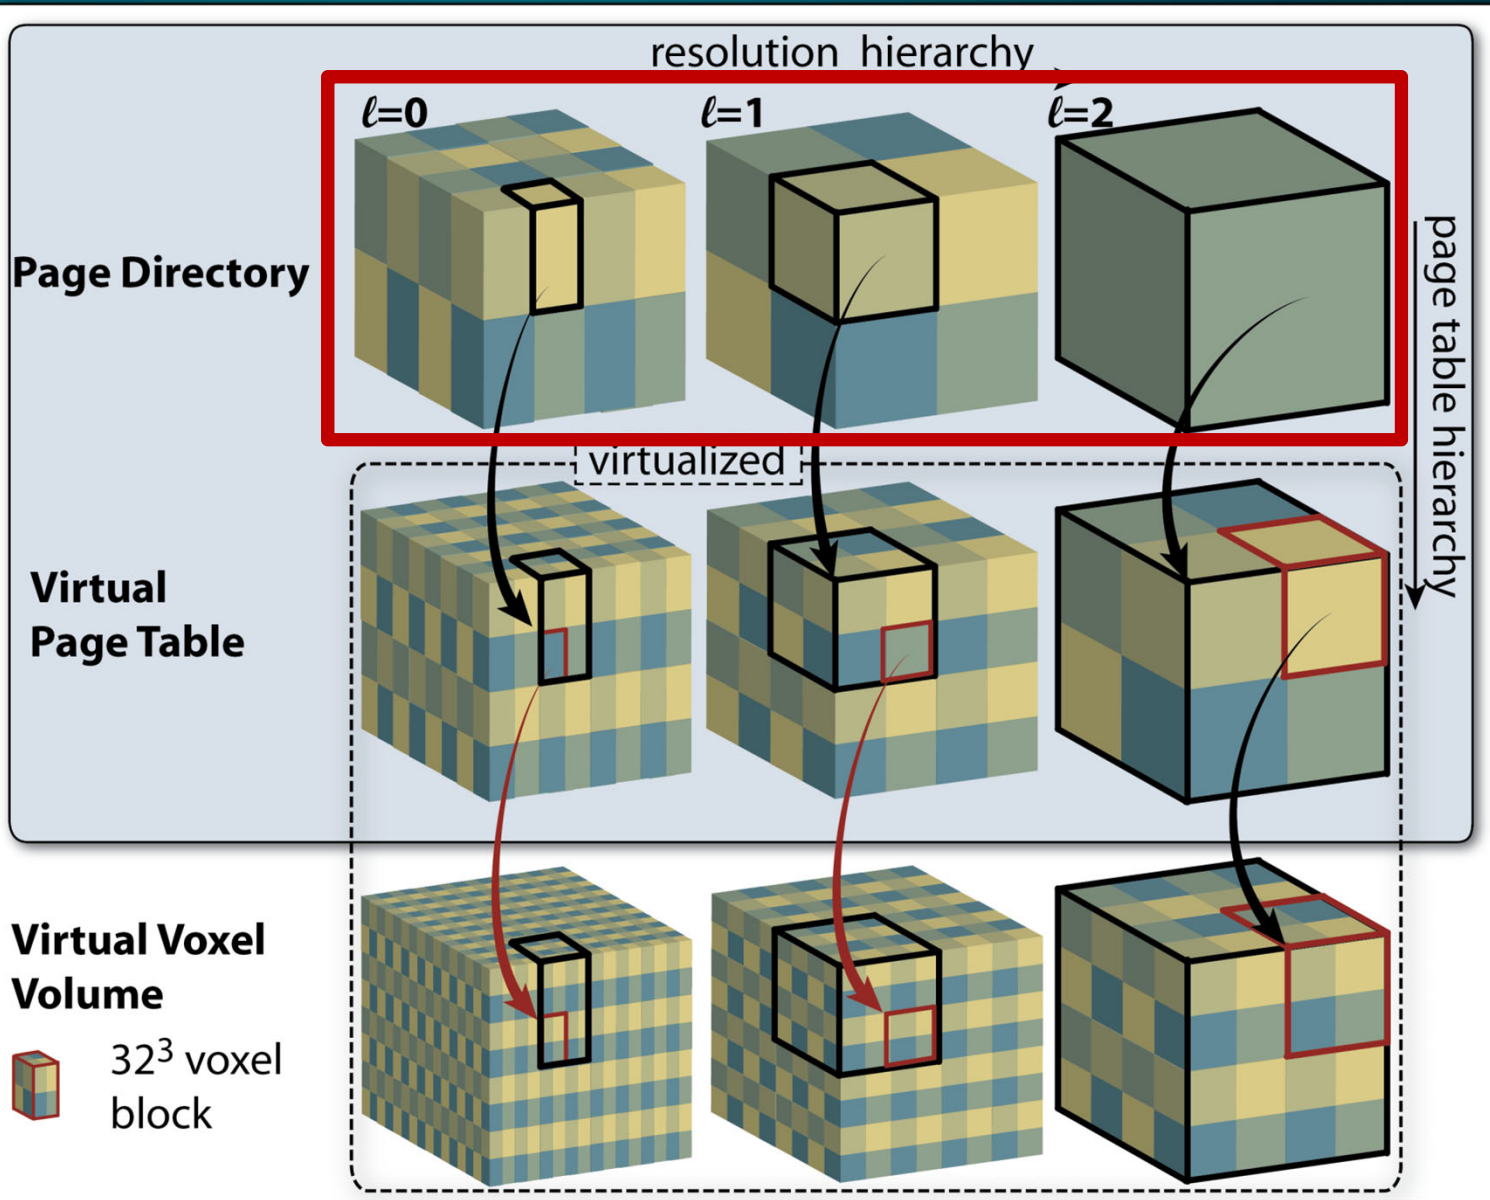 resolution hierarchy
ℓ=0
ℓ=1
ℓ=2
Page Directory
page table hierarchy
virtualized
Virtual
Page Table
Virtual Voxel
Volume
32³ voxel
block